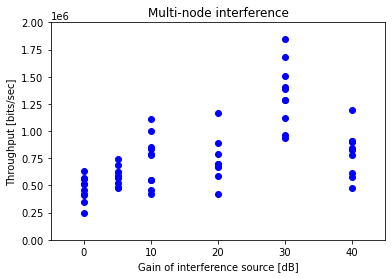 Multi-node interference
1e6
2.00
1.75
1.50
1.25
1.00
0.75
0.50
0.25
0.00
Throughput [bits/sec]
0 10 20 30 40
Gain of interference source [dB]